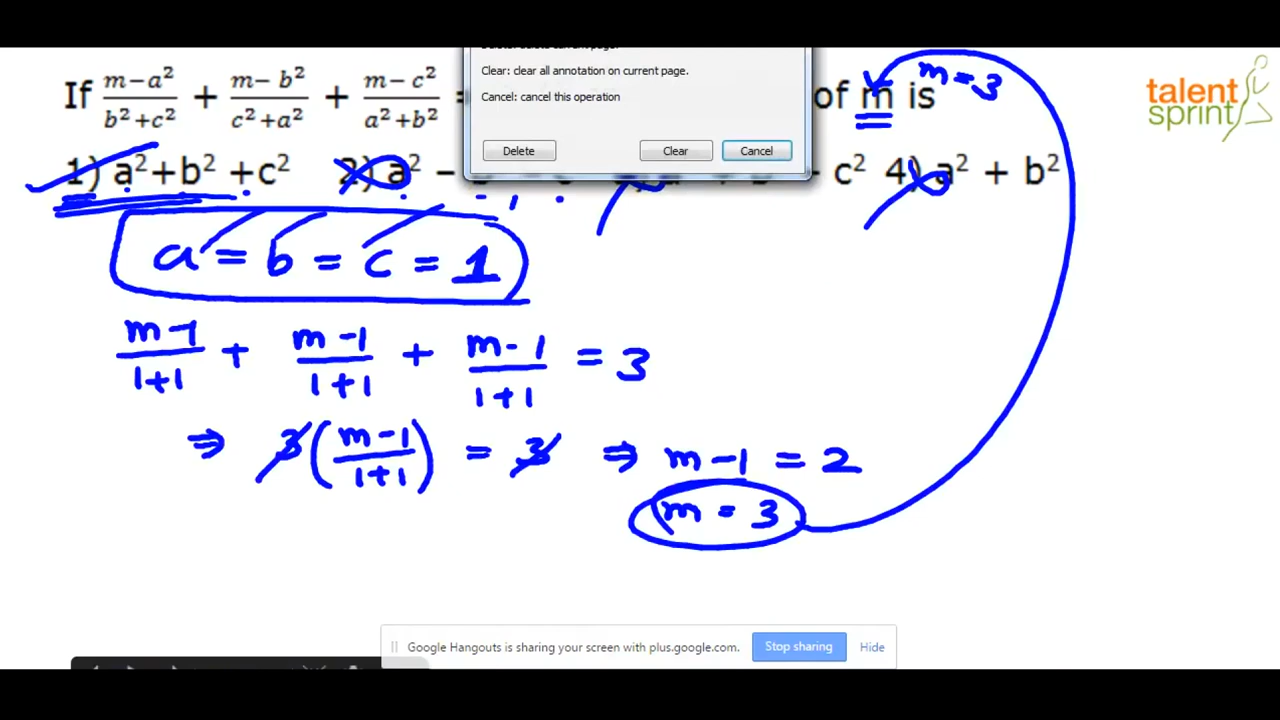 Clear: clear all annotation on current page.
Cancel: cancel this operation
Delete Clear Cancel
If (m−a²)/(b²+c²) + (m− b²)/(c²+a²) + (m− c²)/(a²+b²) = of m is m = 3
talent
sprint
1) a²+b² +c² 2) a² − c² 4) a² + b²
a = b = c = 1
(m−1)/(1+1) + (m−1)/(1+1) + (m−1)/(1+1) = 3
⇒ 3((m−1)/(1+1)) = 3 ⇒ m−1 = 2
m = 3
Google Hangouts is sharing your screen with plus.google.com. Stop sharing Hide